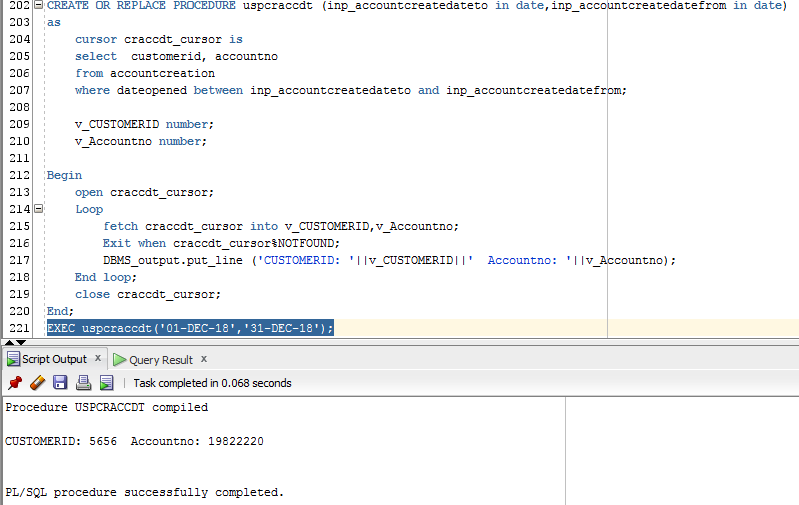 202 CREATE OR REPLACE PROCEDURE uspcraccdt (inp_accountcreatedateto in date,inp_accountcreatedatefrom in date)
203 as
204     cursor craccdt_cursor is
205     select  customerid, accountno
206     from accountcreation
207     where dateopened between inp_accountcreatedateto and inp_accountcreatedatefrom;
208
209     v_CUSTOMERID number;
210     v_Accountno number;
211
212 Begin
213     open craccdt_cursor;
214     Loop
215         fetch craccdt_cursor into v_CUSTOMERID,v_Accountno;
216         Exit when craccdt_cursor%NOTFOUND;
217         DBMS_output.put_line ('CUSTOMERID: '||v_CUSTOMERID||'  Accountno: '||v_Accountno);
218     End loop;
219     close craccdt_cursor;
220 End;
221 EXEC uspcraccdt('01-DEC-18','31-DEC-18');
Script Output x Query Result x
Task completed in 0.068 seconds
Procedure USPCRACCDT compiled
CUSTOMERID: 5656  Accountno: 19822220
PL/SQL procedure successfully completed.